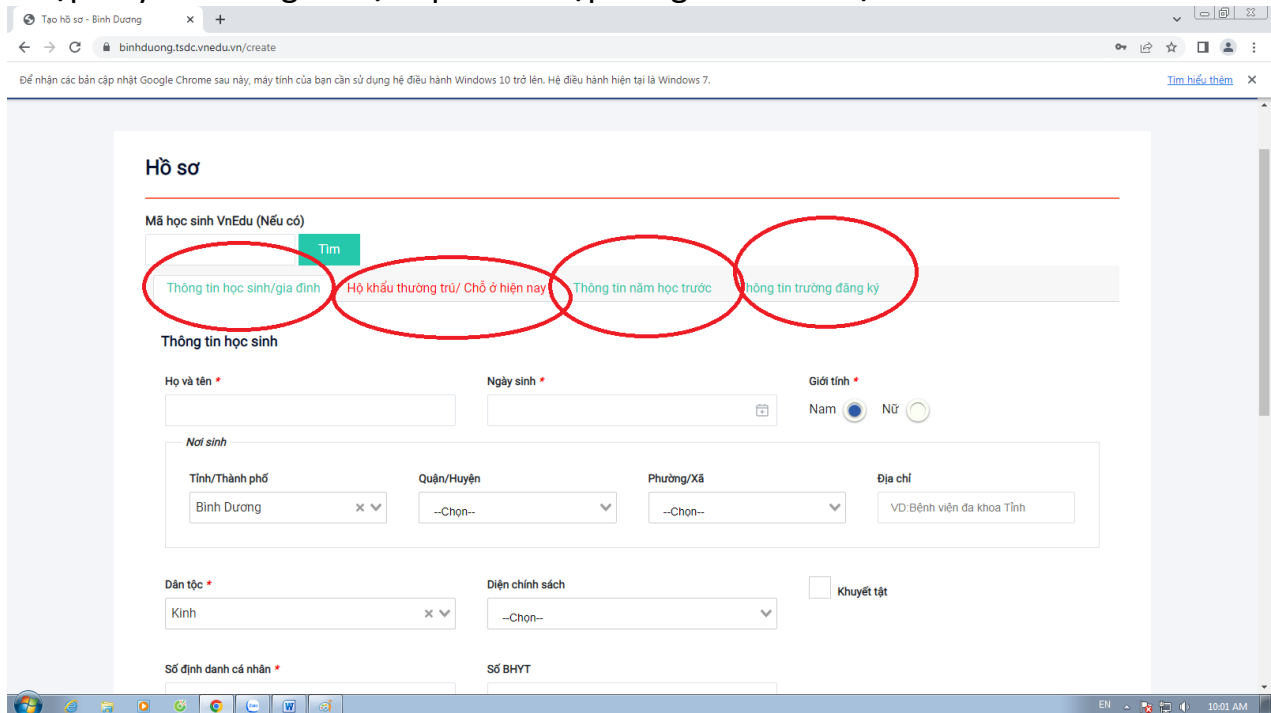 Tạo hồ sơ - Bình Dương
binhduong.tsdc.vnedu.vn/create
Để nhận các bản cập nhật Google Chrome sau này, máy tính của bạn cần sử dụng hệ điều hành Windows 10 trở lên. Hệ điều hành hiện tại là Windows 7. Tìm hiểu thêm
Hồ sơ
Mã học sinh VnEdu (Nếu có)
Tìm
Thông tin học sinh/gia đình Hộ khẩu thường trú/ Chỗ ở hiện nay Thông tin năm học trước Thông tin trường đăng ký
Thông tin học sinh
Họ và tên * Ngày sinh * Giới tính *
Nam Nữ
Nơi sinh
Tỉnh/Thành phố Quận/Huyện Phường/Xã Địa chỉ
Bình Dương --Chọn-- --Chọn-- VD:Bệnh viện đa khoa Tỉnh
Dân tộc * Diện chính sách Khuyết tật
Kinh --Chọn--
Số định danh cá nhân * Số BHYT
EN 10:01 AM